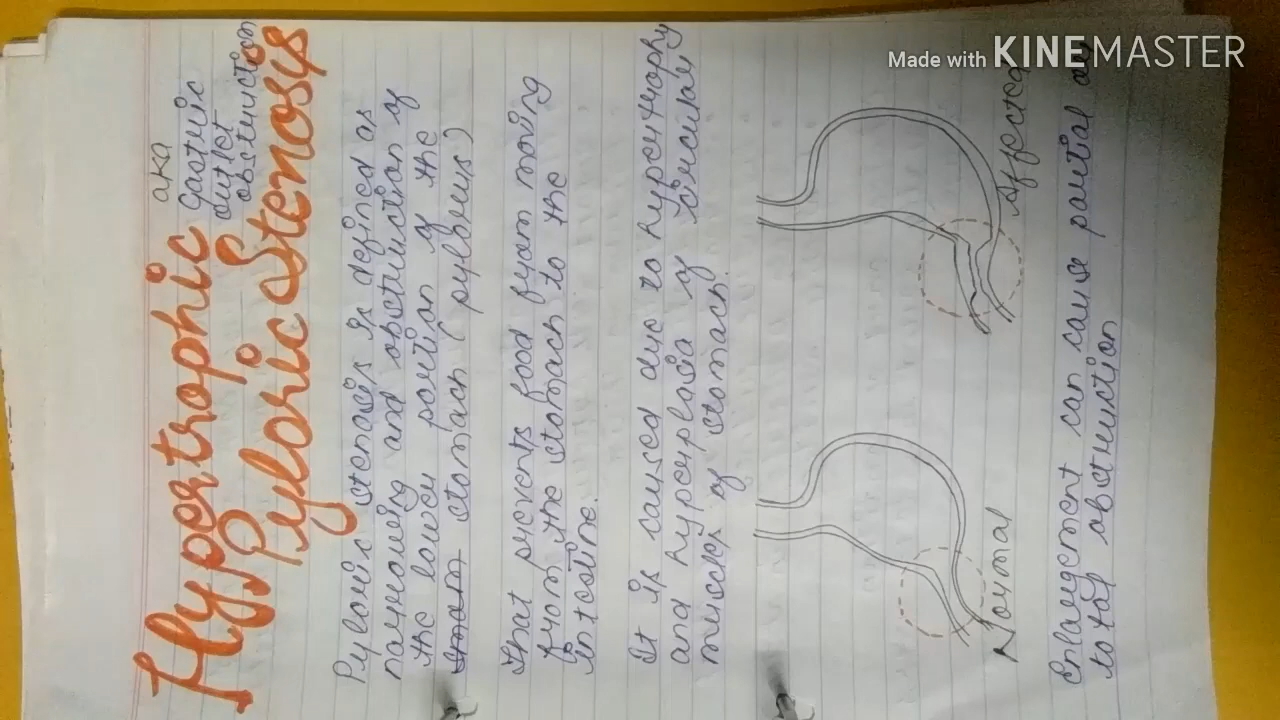 Hypertrophic
Pyloric Stenosis
aka
Gastric
outlet
obstruction
Pyloric stenosis is defined as
narrowing and obstruction of
the lower portion of the
stomach (pylorus)
that prevents food from moving
from the stomach to the
intestine.
It is caused due to hypertrophy
and hyperplasia of circular
muscles of stomach.
Normal
Affected
Enlargement can cause partial or
total obstruction
Made with KINEMASTER